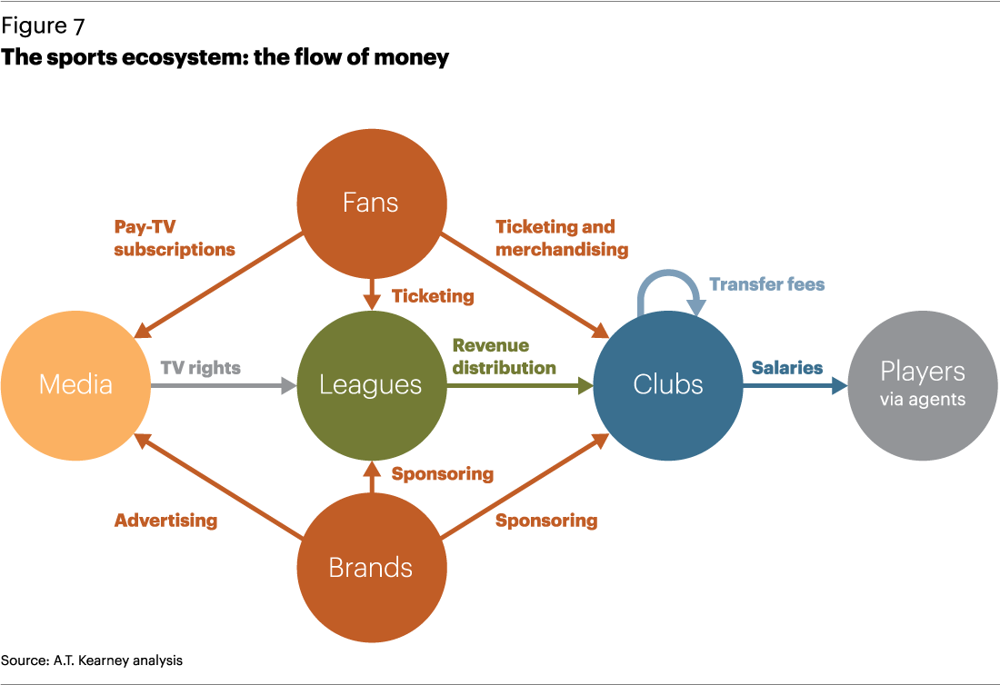 Figure 7
The sports ecosystem: the flow of money
Fans
Pay-TV
subscriptions
Ticketing and
merchandising
Ticketing
Transfer fees
Media
TV rights
Leagues
Revenue
distribution
Clubs
Salaries
Players
via agents
Sponsoring
Advertising
Sponsoring
Brands
Source: A.T. Kearney analysis